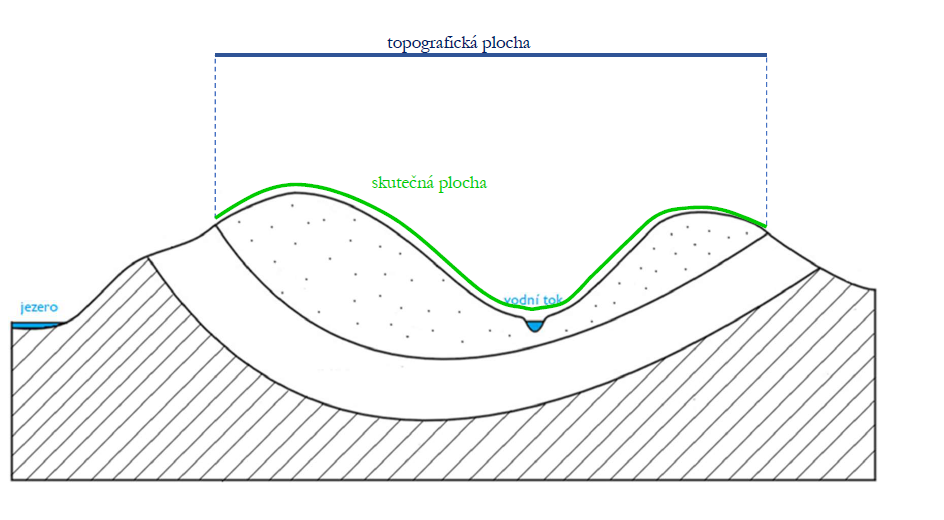 topografická plocha
skutečná plocha
vodní tok
jezero